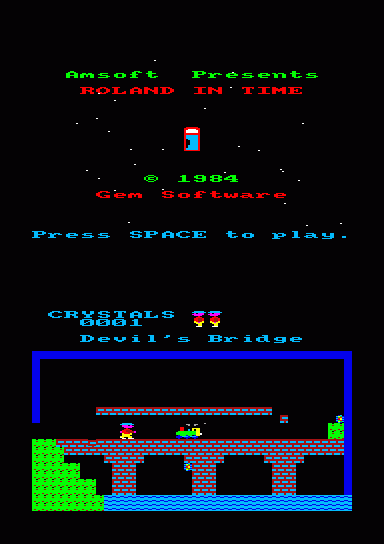 Amsoft Presents
ROLAND IN TIME
© 1984
Gem Software
Press SPACE to play.
CRYSTALS
0001
Devil's Bridge